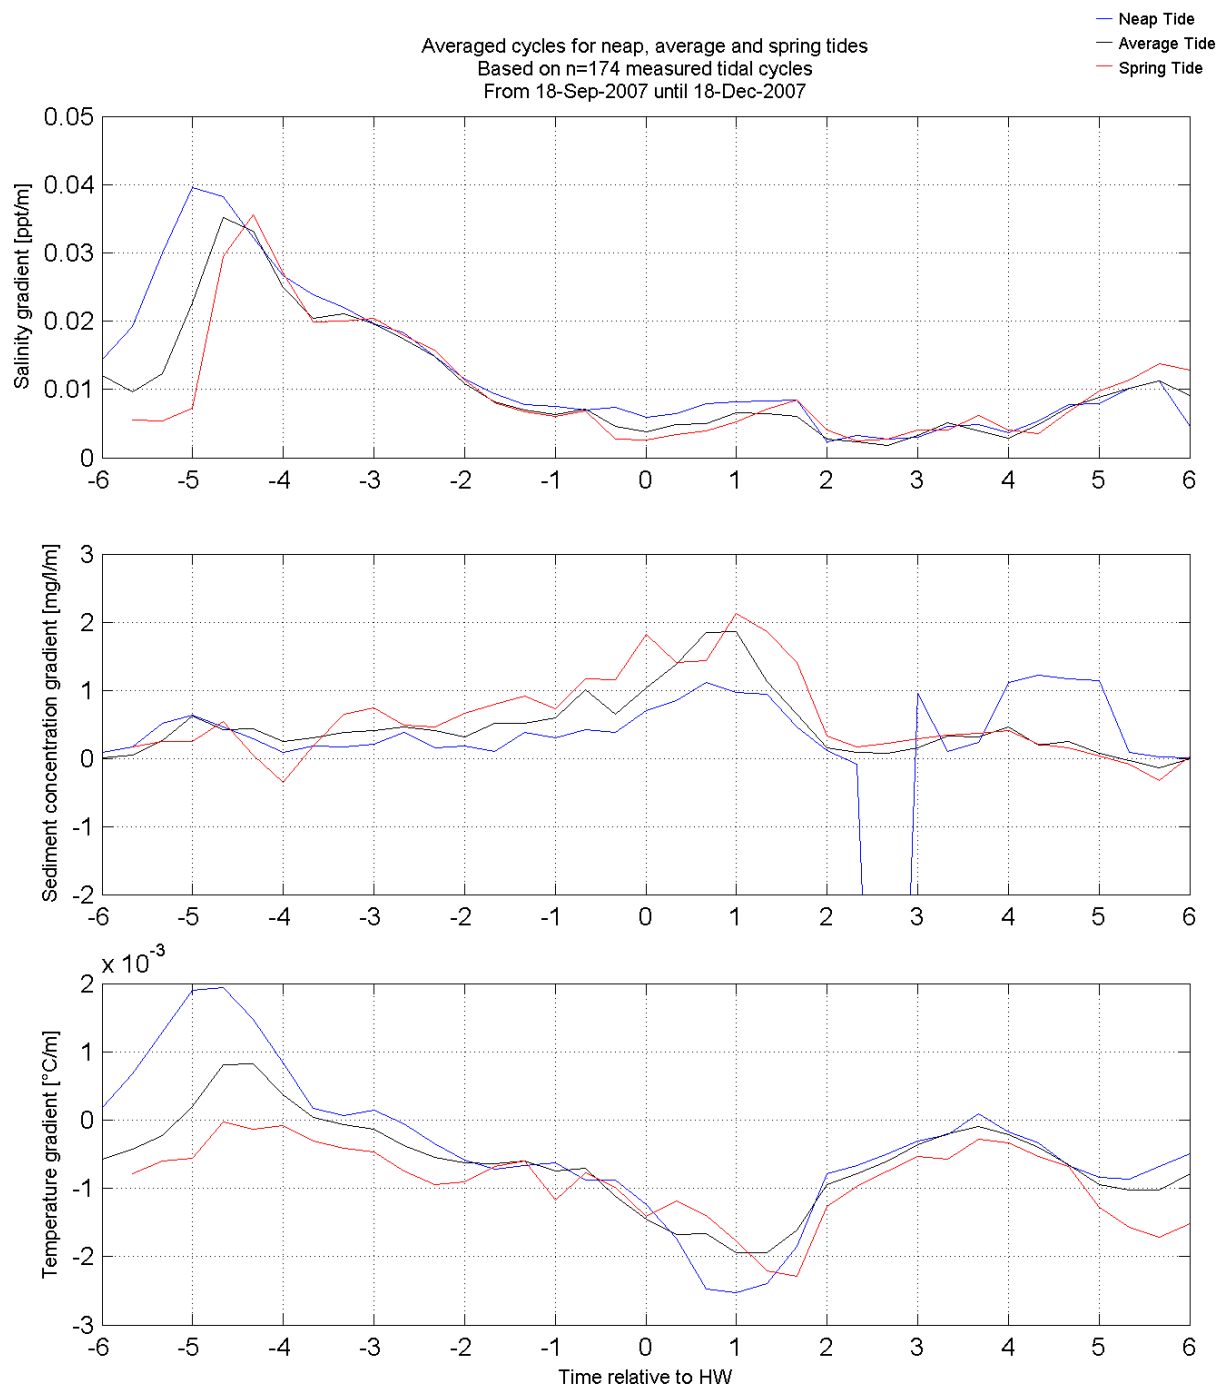 Neap Tide
Average Tide
Spring Tide
Averaged cycles for neap, average and spring tides
Based on n=174 measured tidal cycles
From 18-Sep-2007 until 18-Dec-2007
Salinity gradient [ppt/m]
0.05
0.04
0.03
0.02
0.01
0
-6 -5 -4 -3 -2 -1 0 1 2 3 4 5 6
Sediment concentration gradient [mg/l/m]
3
2
1
0
-1
-2
-6 -5 -4 -3 -2 -1 0 1 2 3 4 5 6
x 10^-3
Temperature gradient [°C/m]
2
1
0
-1
-2
-3
-6 -5 -4 -3 -2 -1 0 1 2 3 4 5 6
Time relative to HW